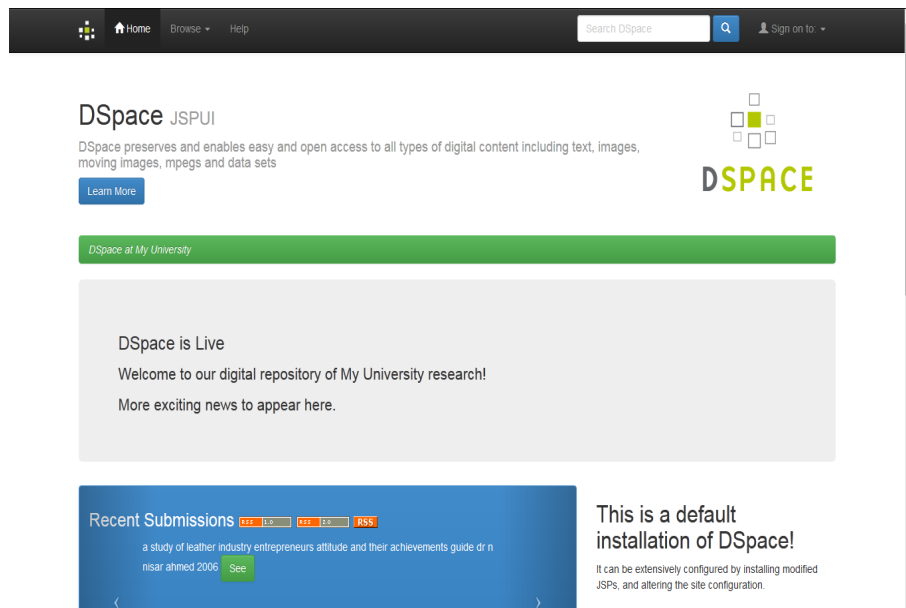 Home Browse Help Search DSpace Sign on to:
DSpace JSPUI
DSpace preserves and enables easy and open access to all types of digital content including text, images,
moving images, mpegs and data sets
Learn More
DSPACE
DSpace at My University
DSpace is Live
Welcome to our digital repository of My University research!
More exciting news to appear here.
Recent Submissions RSS 1.0 RSS 2.0 RSS
a study of leather industry entrepreneurs attitude and their achievements guide dr n
nisar ahmed 2006 See
This is a default
installation of DSpace!
It can be extensively configured by installing modified
JSPs, and altering the site configuration.